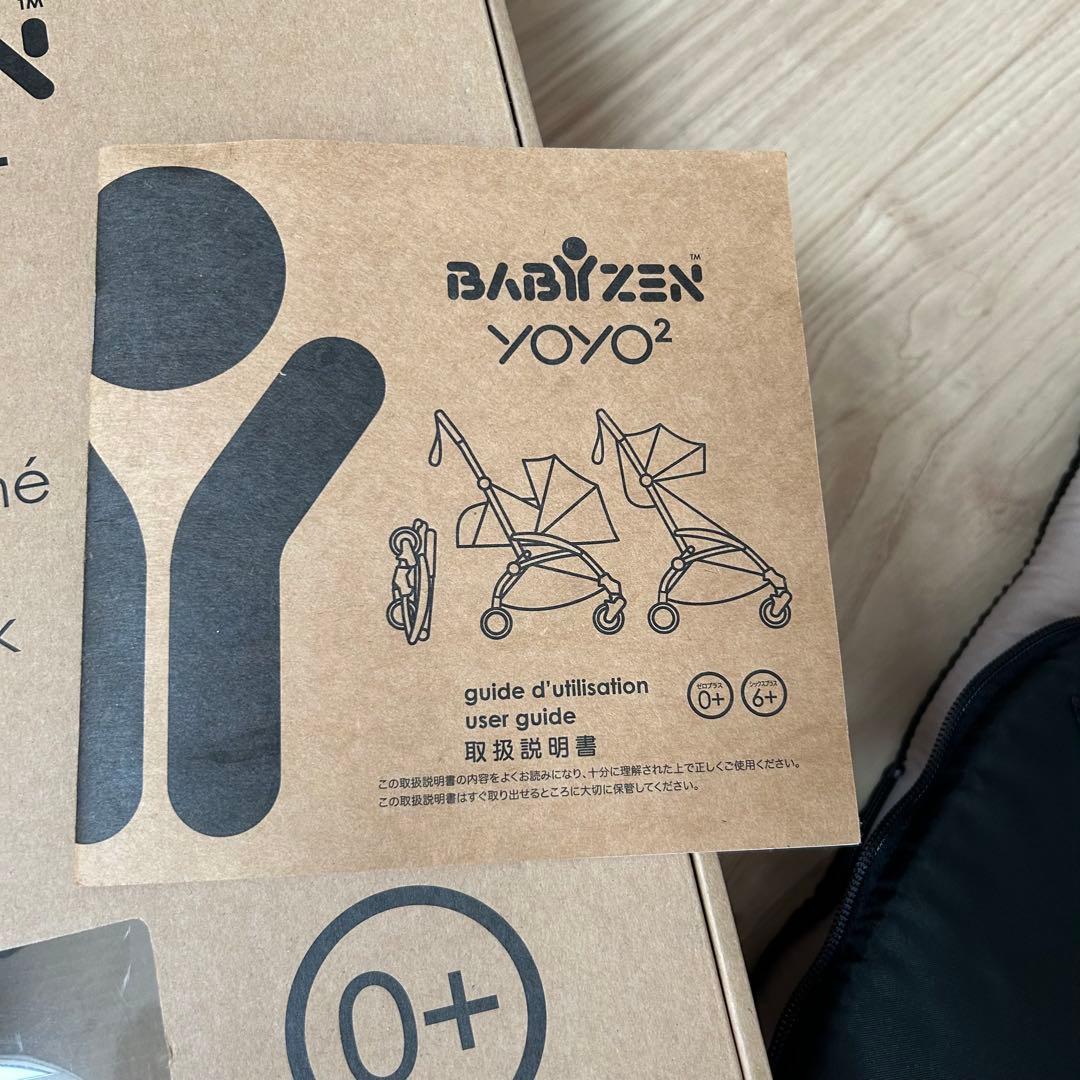 TM
BABYZEN™
YOYO²
guide d'utilisation
user guide
取扱説明書
ゼロプラス
0+
シックスプラス
6+
この取扱説明書の内容をよくお読みになり、十分に理解された上で正しくご使用ください。
この取扱説明書はすぐ取り出せるところに大切に保管してください。
0+